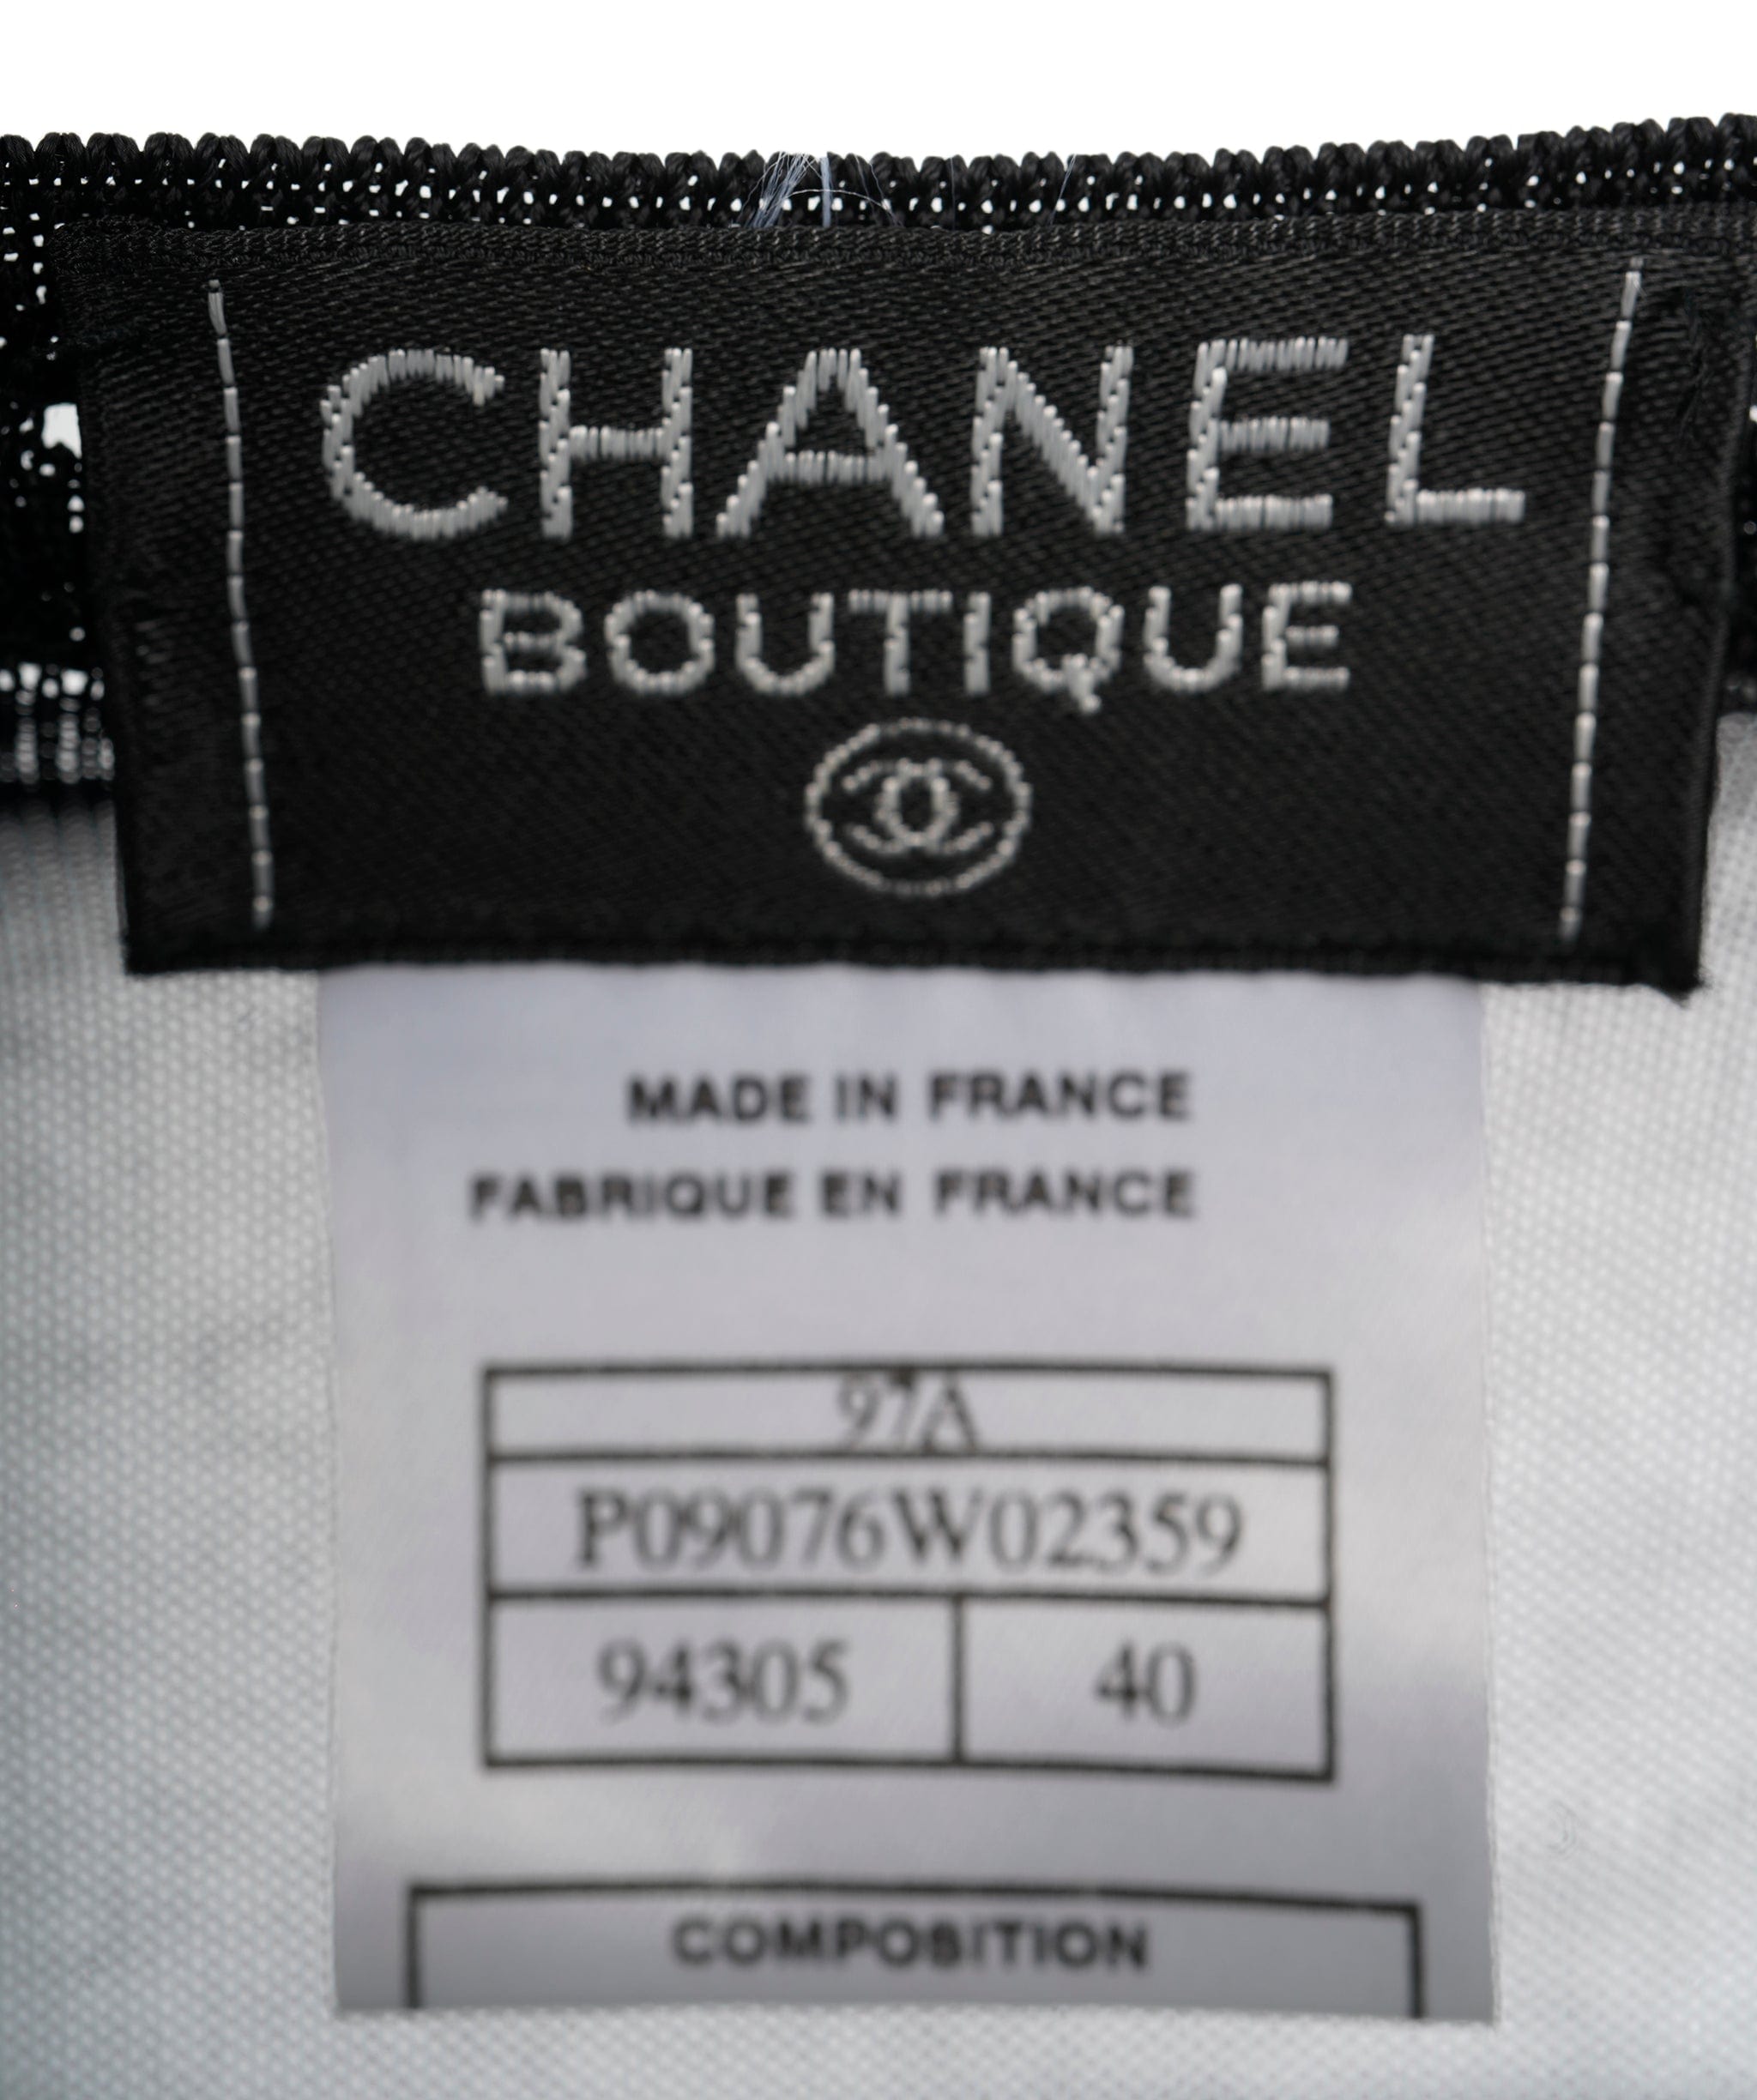 CHANEL
BOUTIQUE
MADE IN FRANCE
FABRIQUE EN FRANCE
97A
P09076W02359
94305 40
COMPOSITION